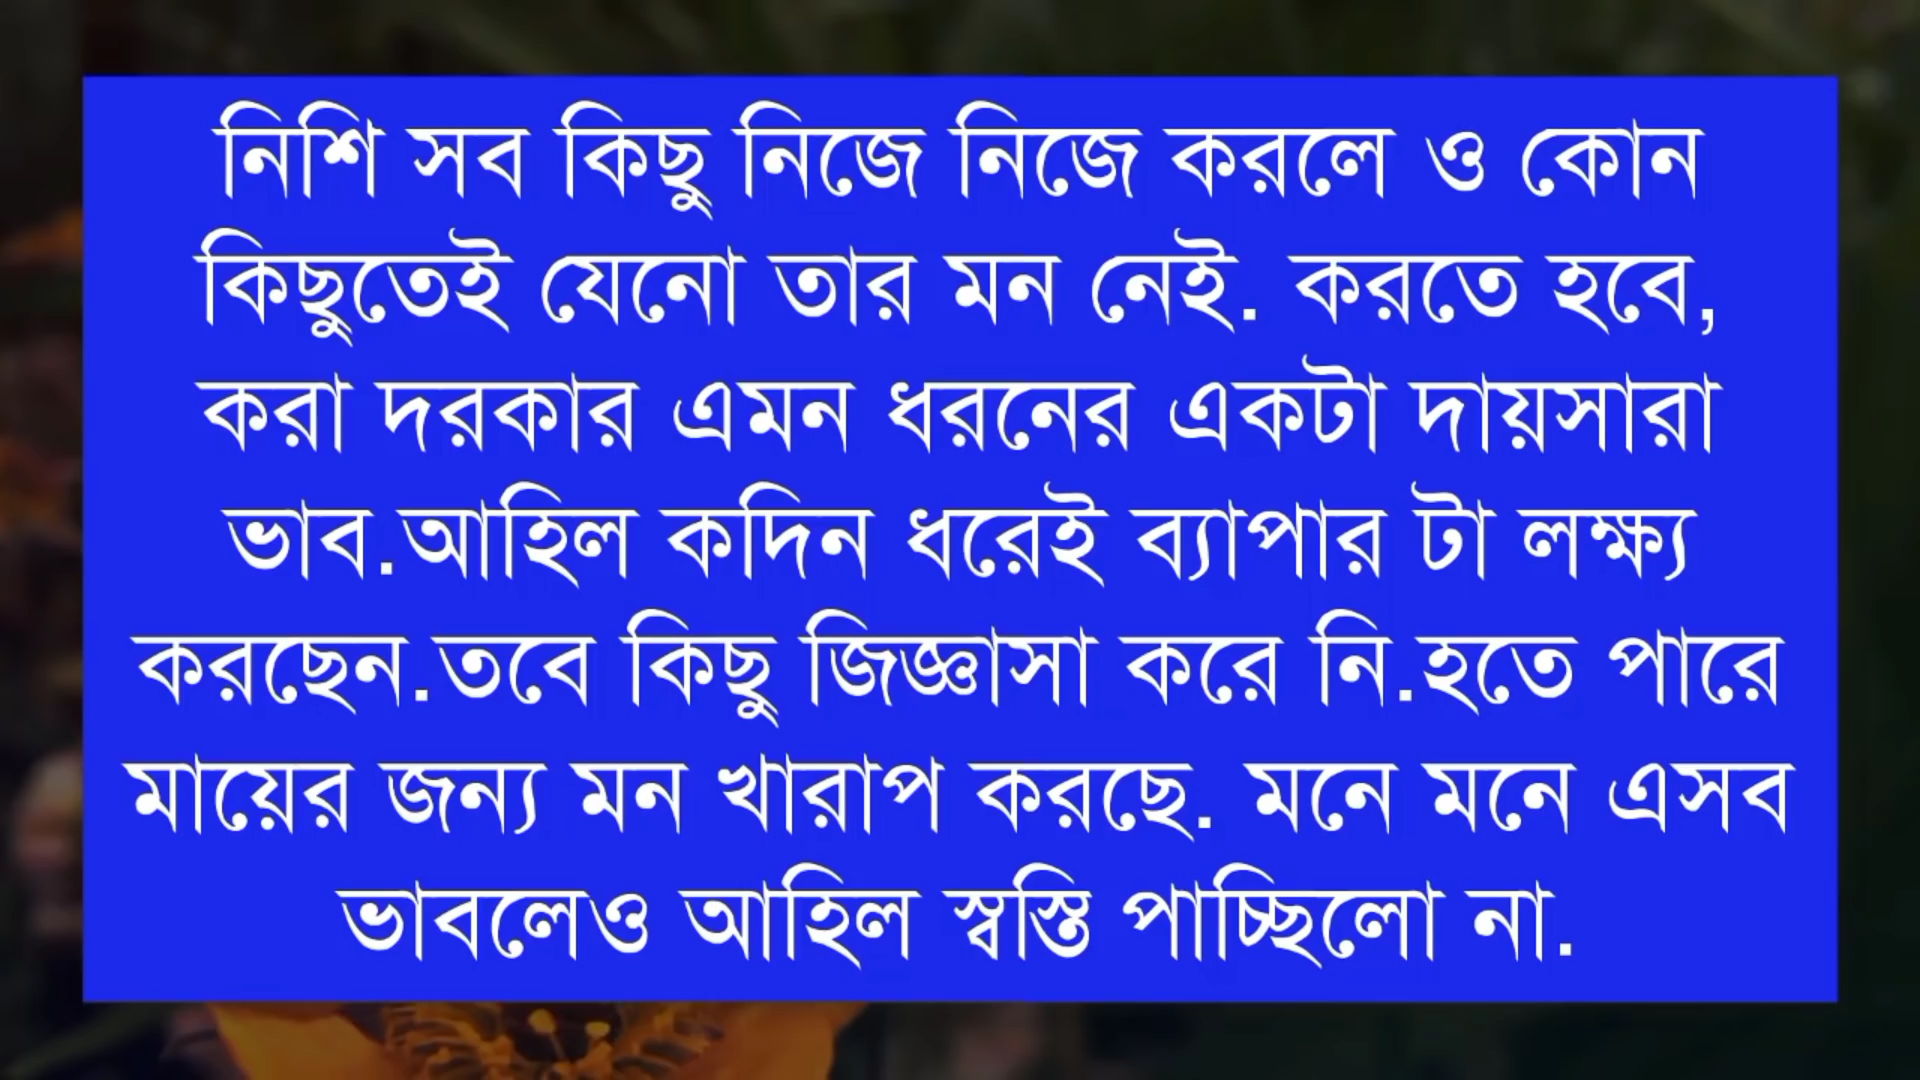 নিশি সব কিছু নিজে নিজে করলে ও কোন
কিছুতেই যেনো তার মন নেই. করতে হবে,
করা দরকার এমন ধরনের একটা দায়সারা
ভাব.আহিল কদিন ধরেই ব্যাপার টা লক্ষ্য
করছেন.তবে কিছু জিজ্ঞাসা করে নি.হতে পারে
মায়ের জন্য মন খারাপ করছে. মনে মনে এসব
ভাবলেও আহিল স্বস্তি পাচ্ছিলো না.